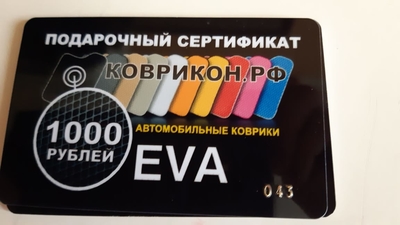 ПОДАРОЧНЫЙ СЕРТИФИКАТ
КОВРИКОН.РФ
1000
РУБЛЕЙ
АВТОМОБИЛЬНЫЕ КОВРИКИ
EVA
043